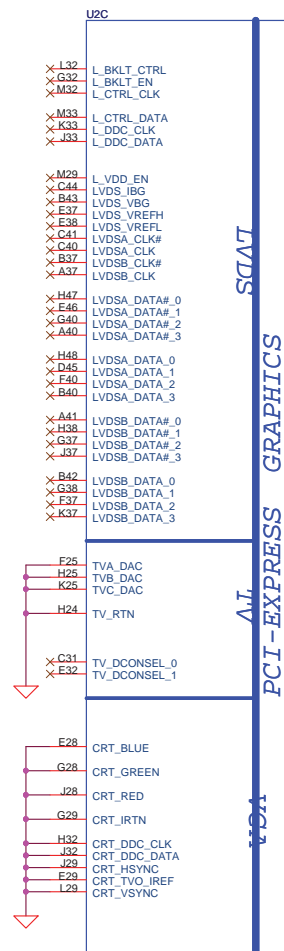 U2C
L32 L_BKLT_CTRL
G32 L_BKLT_EN
M32 L_CTRL_CLK
M33 L_CTRL_DATA
K33 L_DDC_CLK
J33 L_DDC_DATA
M29 L_VDD_EN
C44 LVDS_IBG
B43 LVDS_VBG
E37 LVDS_VREFH
E38 LVDS_VREFL
C41 LVDSA_CLK#
C40 LVDSA_CLK
B37 LVDSB_CLK#
A37 LVDSB_CLK
H47 LVDSA_DATA#_0
E46 LVDSA_DATA#_1
G40 LVDSA_DATA#_2
A40 LVDSA_DATA#_3
H48 LVDSA_DATA_0
D45 LVDSA_DATA_1
F40 LVDSA_DATA_2
B40 LVDSA_DATA_3
A41 LVDSB_DATA#_0
H38 LVDSB_DATA#_1
G37 LVDSB_DATA#_2
J37 LVDSB_DATA#_3
B42 LVDSB_DATA_0
G38 LVDSB_DATA_1
F37 LVDSB_DATA_2
K37 LVDSB_DATA_3
LVDS
F25 TVA_DAC
H25 TVB_DAC
K25 TVC_DAC
H24 TV_RTN
C31 TV_DCONSEL_0
E32 TV_DCONSEL_1
TV
PCI-EXPRESS GRAPHICS
E28 CRT_BLUE
G28 CRT_GREEN
J28 CRT_RED
G29 CRT_IRTN
H32 CRT_DDC_CLK
J32 CRT_DDC_DATA
J29 CRT_HSYNC
E29 CRT_TVO_IREF
L29 CRT_VSYNC
VGA